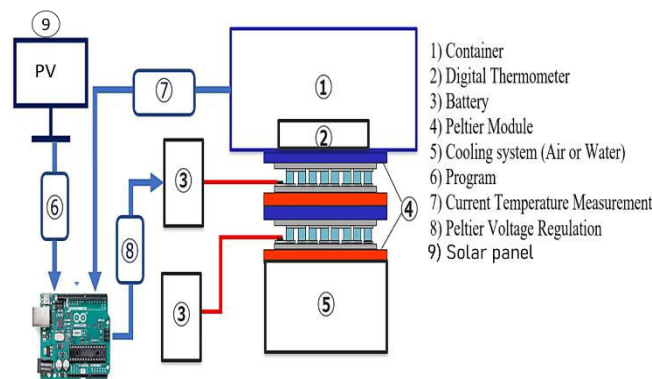 9
PV
6
7
1
2
3
8
3
4
5
1) Container
2) Digital Thermometer
3) Battery
4) Peltier Module
5) Cooling system (Air or Water)
6) Program
7) Current Temperature Measurement
8) Peltier Voltage Regulation
9) Solar panel